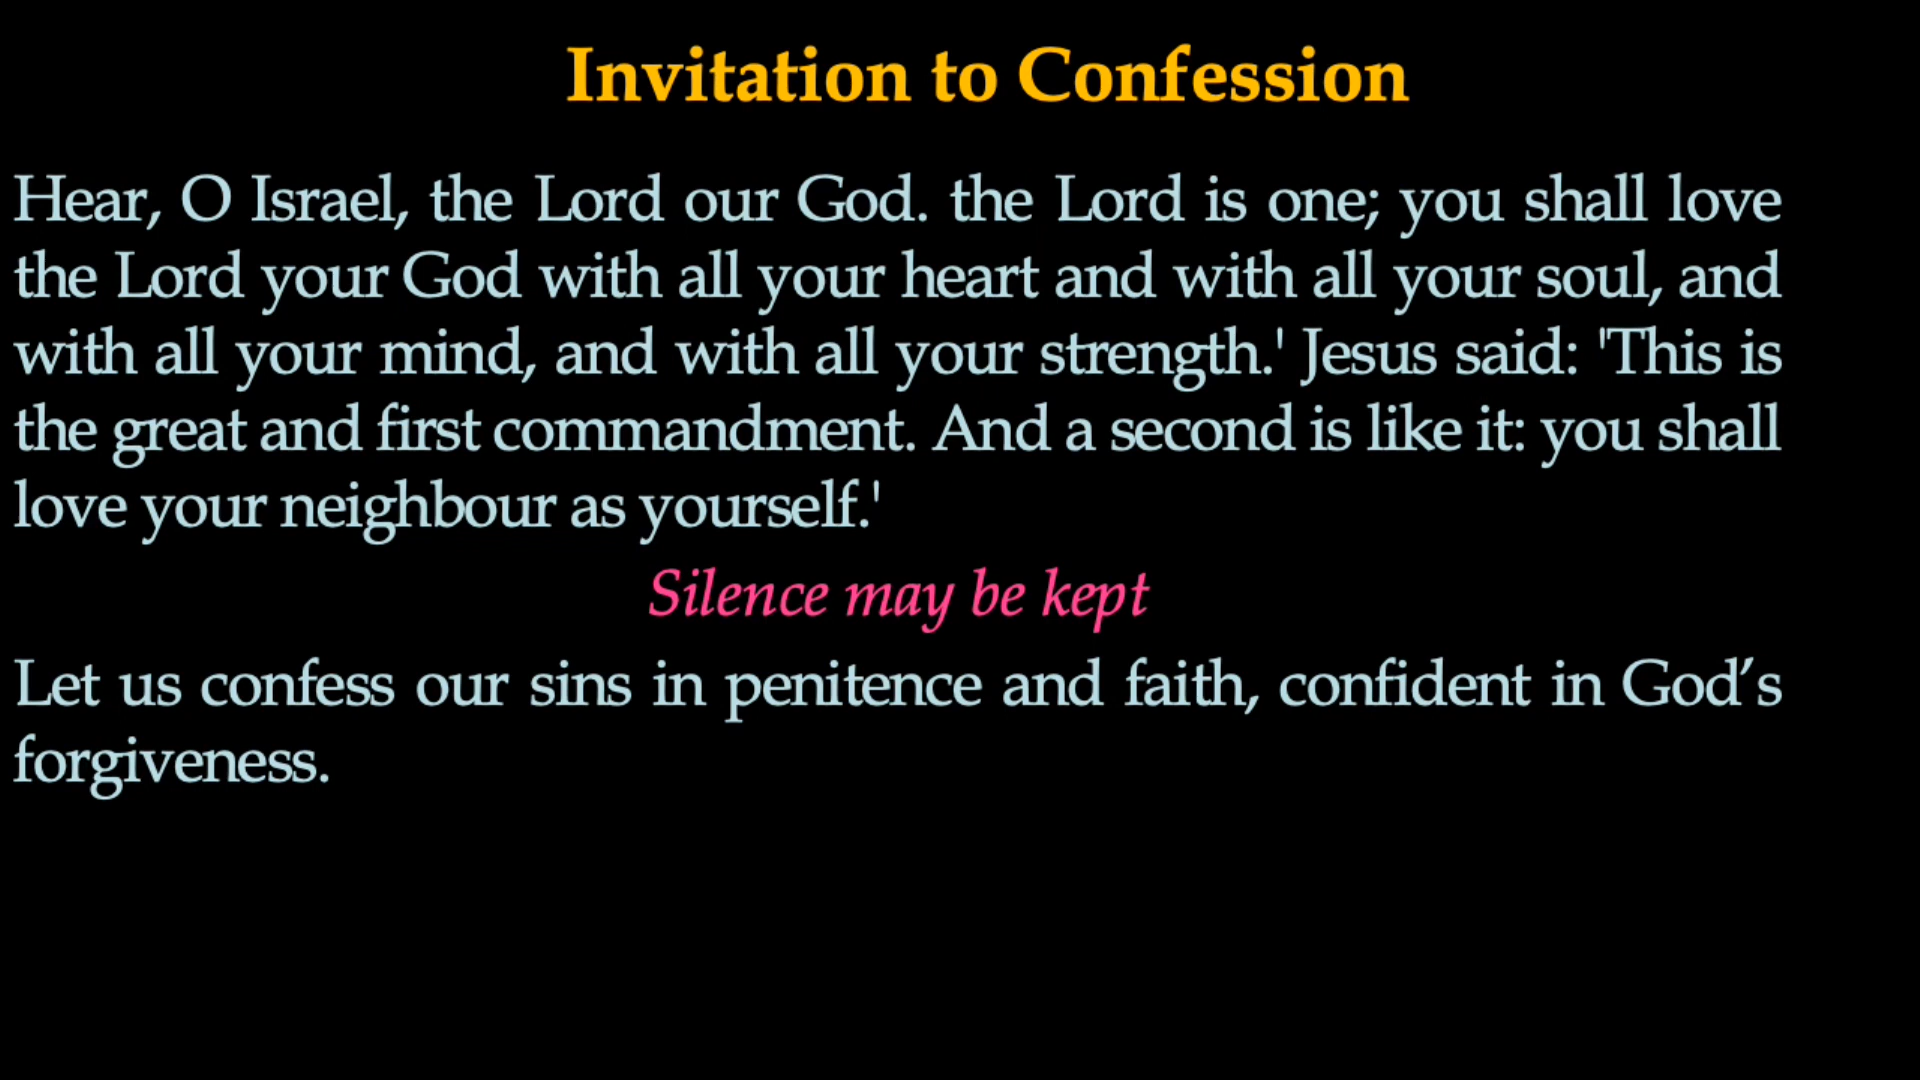 Invitation to Confession
Hear, O Israel, the Lord our God. the Lord is one; you shall love
the Lord your God with all your heart and with all your soul, and
with all your mind, and with all your strength.' Jesus said: 'This is
the great and first commandment. And a second is like it: you shall
love your neighbour as yourself.'
Silence may be kept
Let us confess our sins in penitence and faith, confident in God’s
forgiveness.